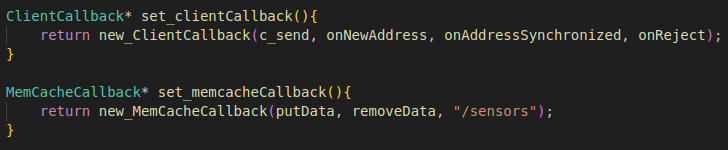 ClientCallback* set_clientCallback(){
    return new_ClientCallback(c_send, onNewAddress, onAddressSynchronized, onReject);
}

MemCacheCallback* set_memcacheCallback(){
    return new_MemCacheCallback(putData, removeData, "/sensors");
}